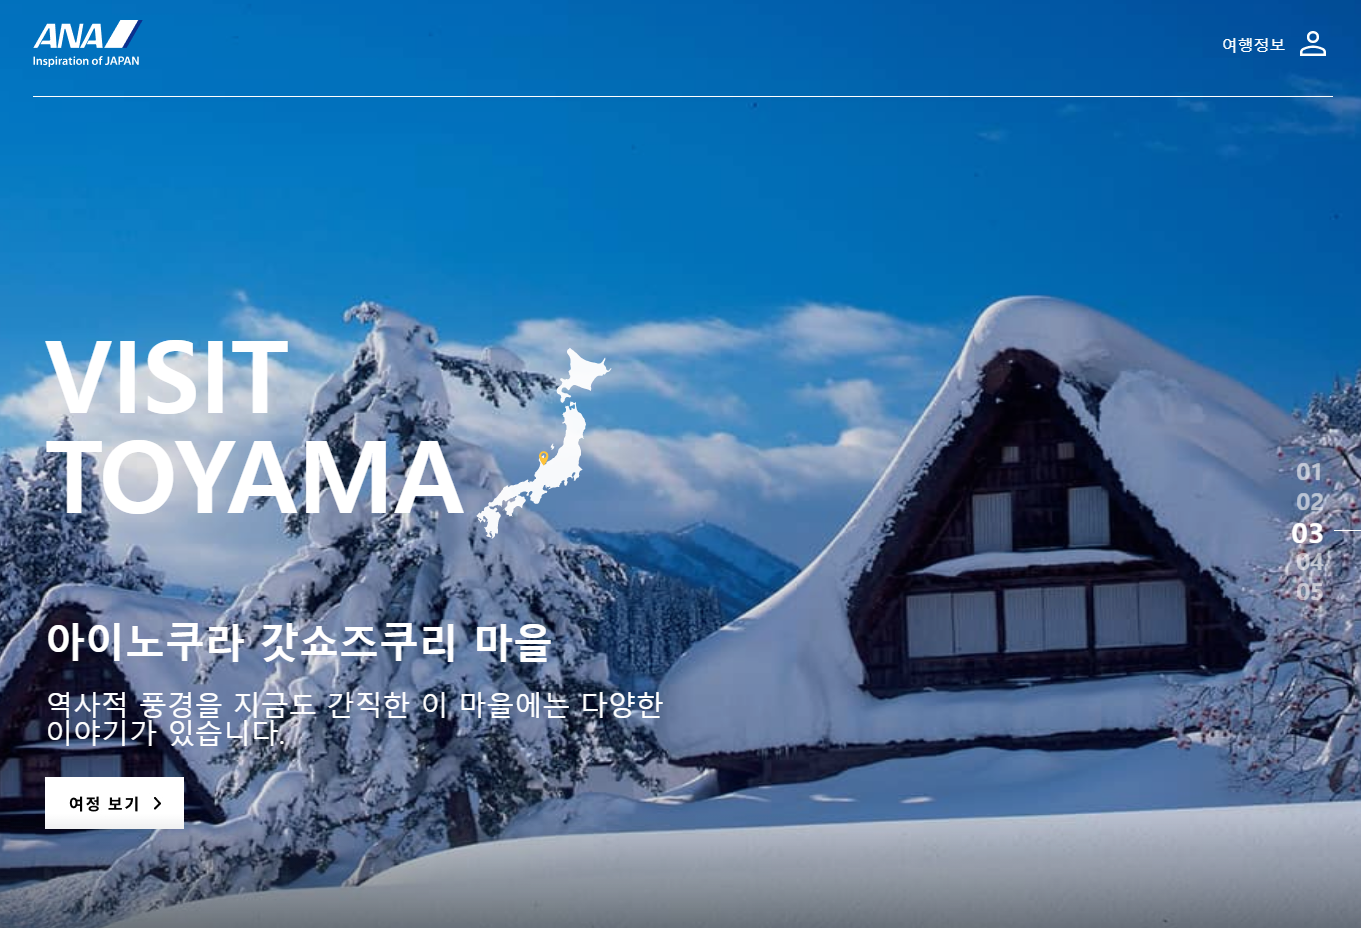 ANA
Inspiration of JAPAN
여행정보
VISIT
TOYAMA
01
02
03
04
05
아이노쿠라 갓쇼즈쿠리 마을
역사적 풍경을 지금도 간직한 이 마을에는 다양한
이야기가 있습니다.
여정 보기